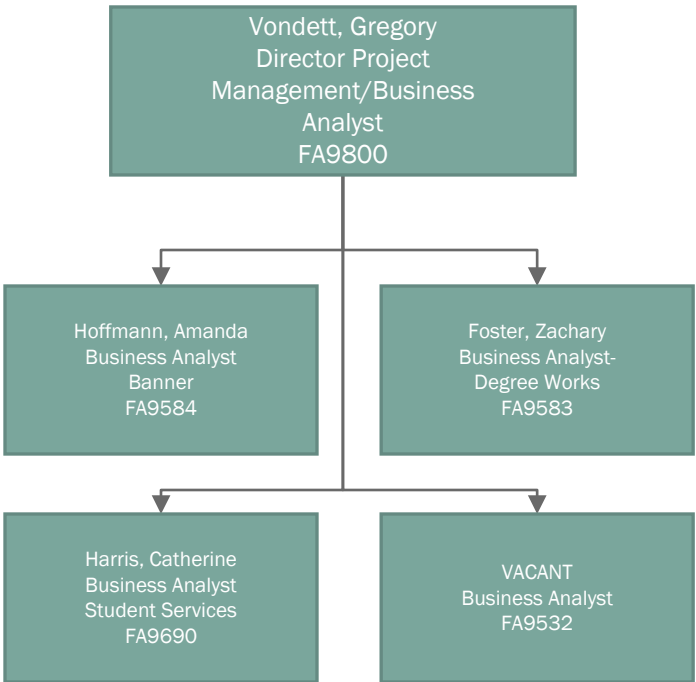 Vondett, Gregory
Director Project
Management/Business
Analyst
FA9800
Hoffmann, Amanda
Business Analyst
Banner
FA9584
Foster, Zachary
Business Analyst-
Degree Works
FA9583
Harris, Catherine
Business Analyst
Student Services
FA9690
VACANT
Business Analyst
FA9532